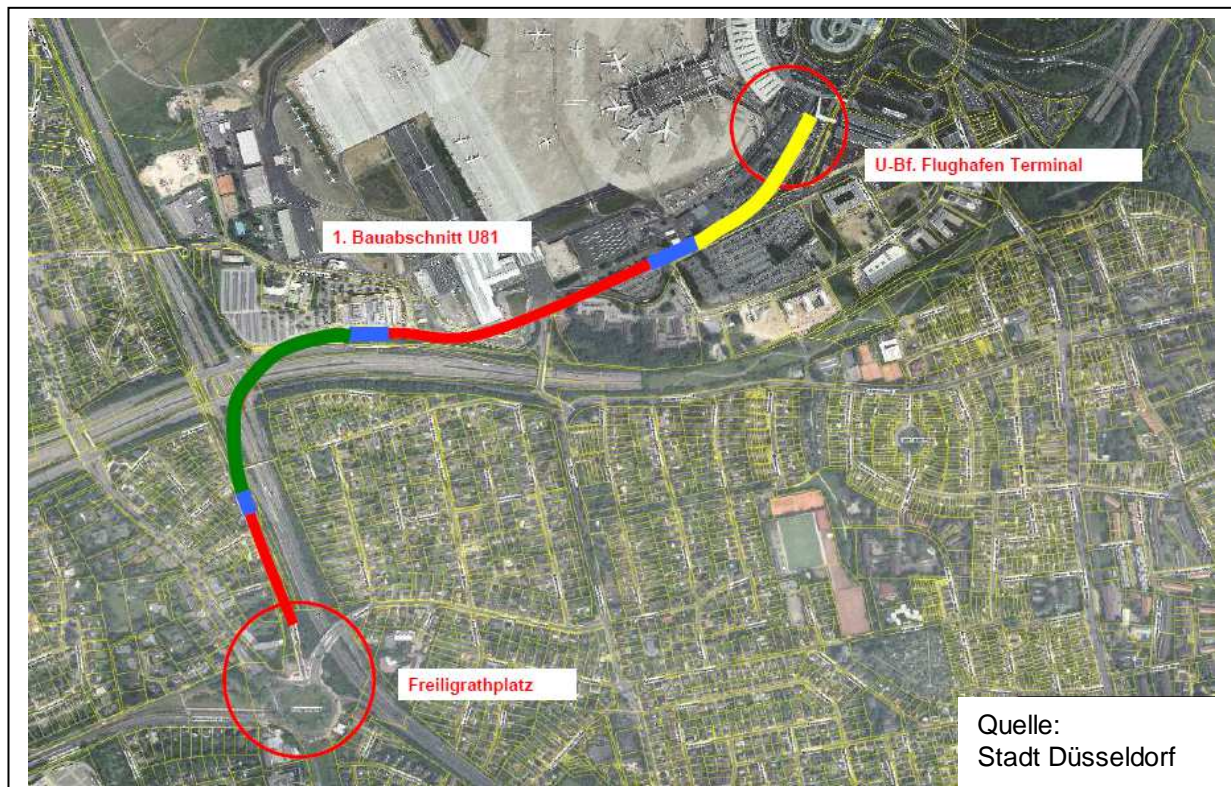 U-Bf. Flughafen Terminal
1. Bauabschnitt U81
Freiligrathplatz
Quelle:
Stadt Düsseldorf